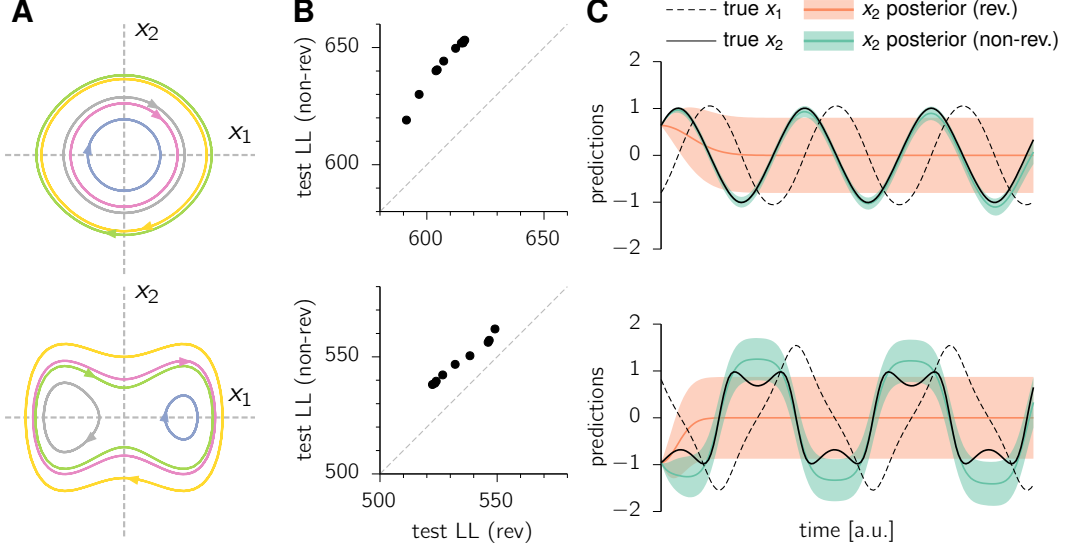 A
x2
x1
x2
x1
B
test LL (non-rev)
650
600
600
650
test LL (non-rev)
600
550
500
500
550
test LL (rev)
C
true x1
x2 posterior (rev.)
true x2
x2 posterior (non-rev.)
predictions
2
1
0
−1
−2
predictions
2
1
0
−1
−2
time [a.u.]